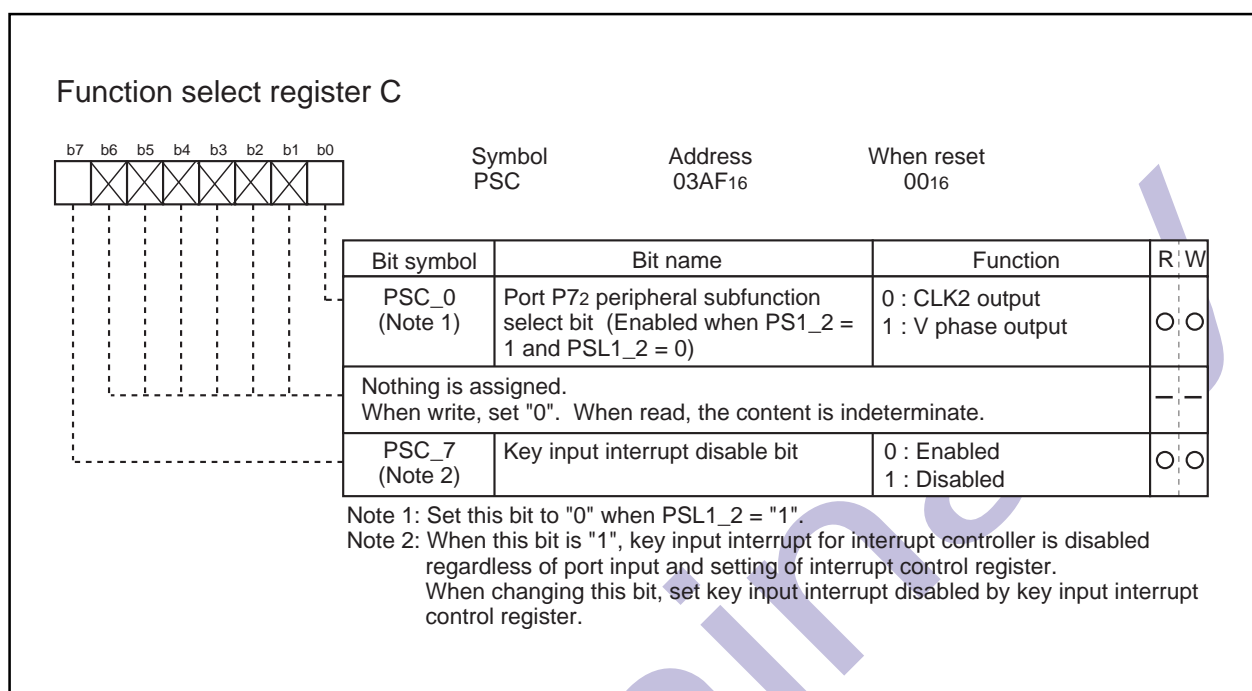 Function select register C
b7 b6 b5 b4 b3 b2 b1 b0
Symbol Address When reset
PSC 03AF16 0016
Bit symbol Bit name Function R W
PSC_0 Port P72 peripheral subfunction 0 : CLK2 output
(Note 1) select bit (Enabled when PS1_2 = 1 : V phase output
1 and PSL1_2 = 0)
Nothing is assigned.
When write, set "0". When read, the content is indeterminate.
PSC_7 Key input interrupt disable bit 0 : Enabled
(Note 2) 1 : Disabled
Note 1: Set this bit to "0" when PSL1_2 = "1".
Note 2: When this bit is "1", key input interrupt for interrupt controller is disabled
regardless of port input and setting of interrupt control register.
When changing this bit, set key input interrupt disabled by key input interrupt
control register.